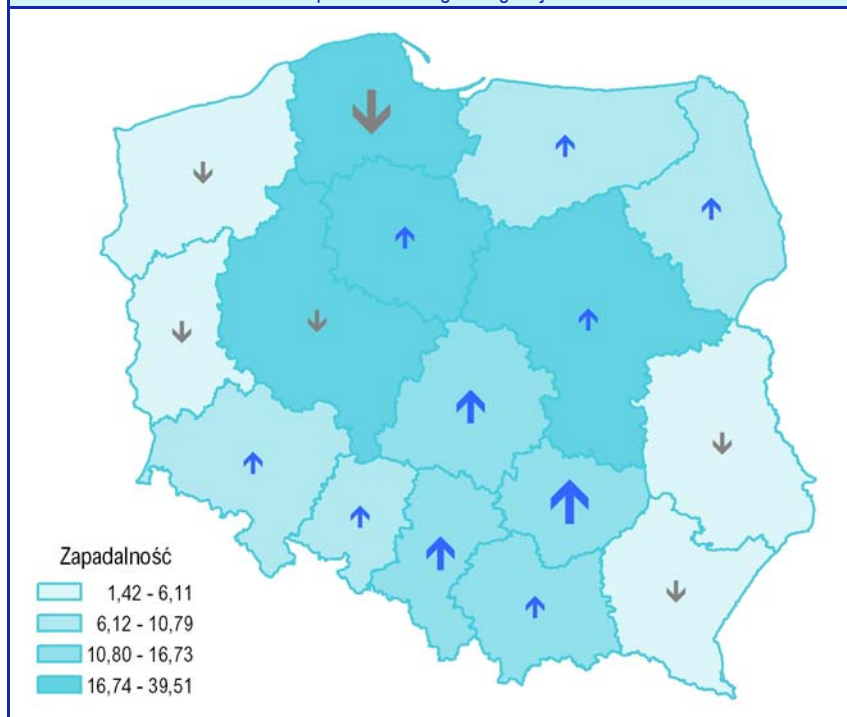 Zapadalność
1,42 - 6,11
6,12 - 10,79
10,80 - 16,73
16,74 - 39,51